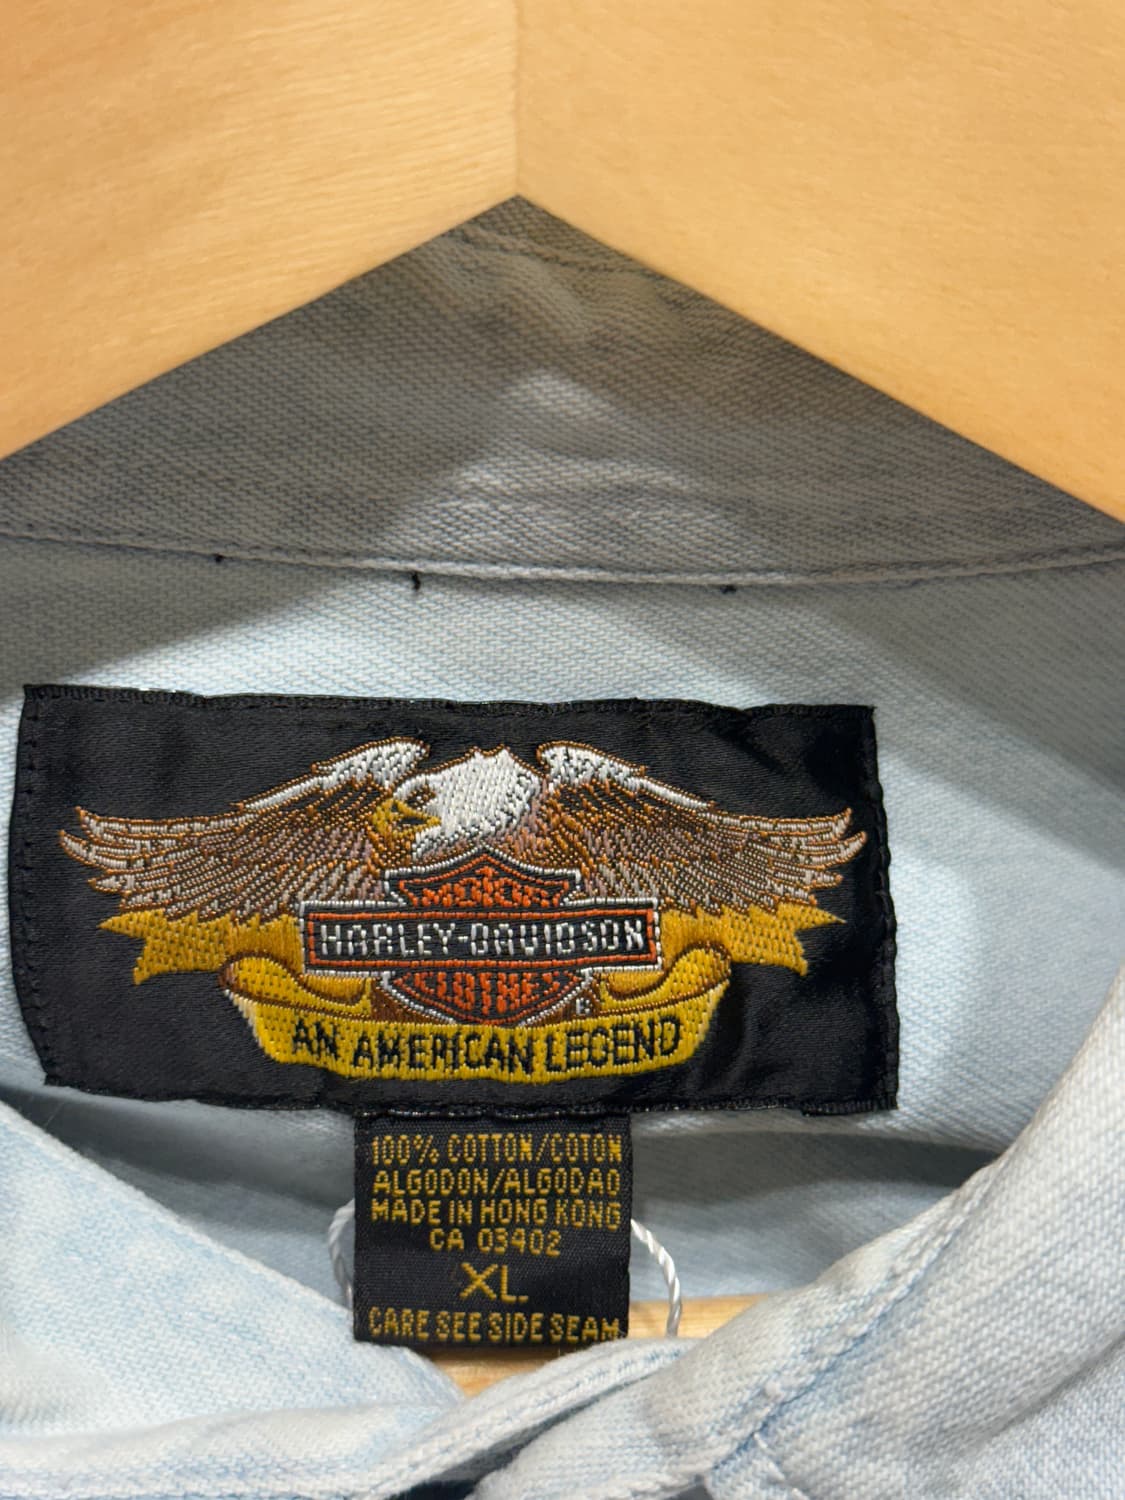 MOTOR
HARLEY-DAVIDSON
CLOTHES
AN AMERICAN LEGEND
100% COTTON/COTON
ALGODON/ALGODAO
MADE IN HONG KONG
CA 03402
XL
CARE SEE SIDE SEAM